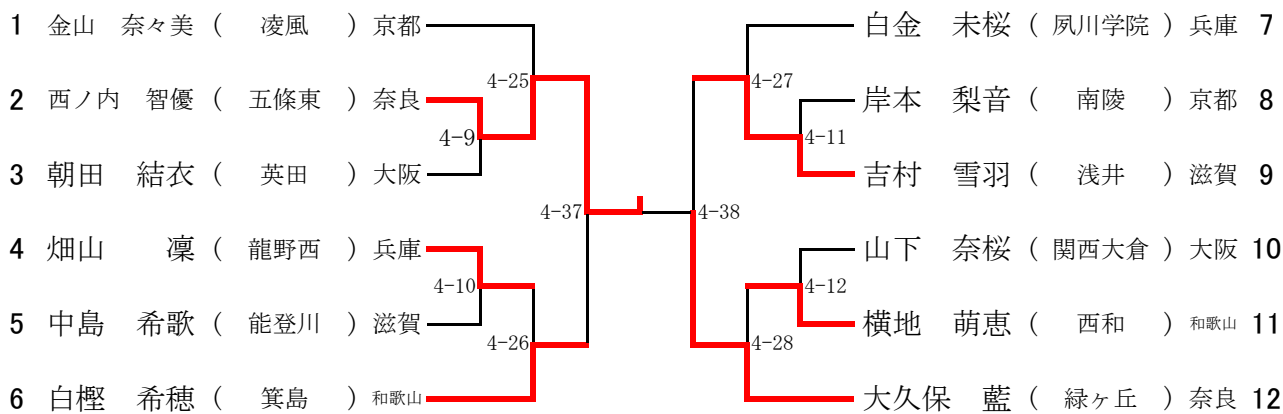 1 金山 奈々美 ( 凌風 ) 京都
4-25
2 西ノ内 智優 ( 五條東 ) 奈良
4-9
3 朝田 結衣 ( 英田 ) 大阪
4-37
4 畑山 凜 ( 龍野西 ) 兵庫
4-10
5 中島 希歌 ( 能登川 ) 滋賀
4-26
6 白樫 希穂 ( 箕島 ) 和歌山
白金 未桜 ( 夙川学院 ) 兵庫 7
4-27
岸本 梨音 ( 南陵 ) 京都 8
4-11
吉村 雪羽 ( 浅井 ) 滋賀 9
4-38
山下 奈桜 ( 関西大倉 ) 大阪 10
4-12
横地 萌恵 ( 西和 ) 和歌山 11
4-28
大久保 藍 ( 緑ヶ丘 ) 奈良 12